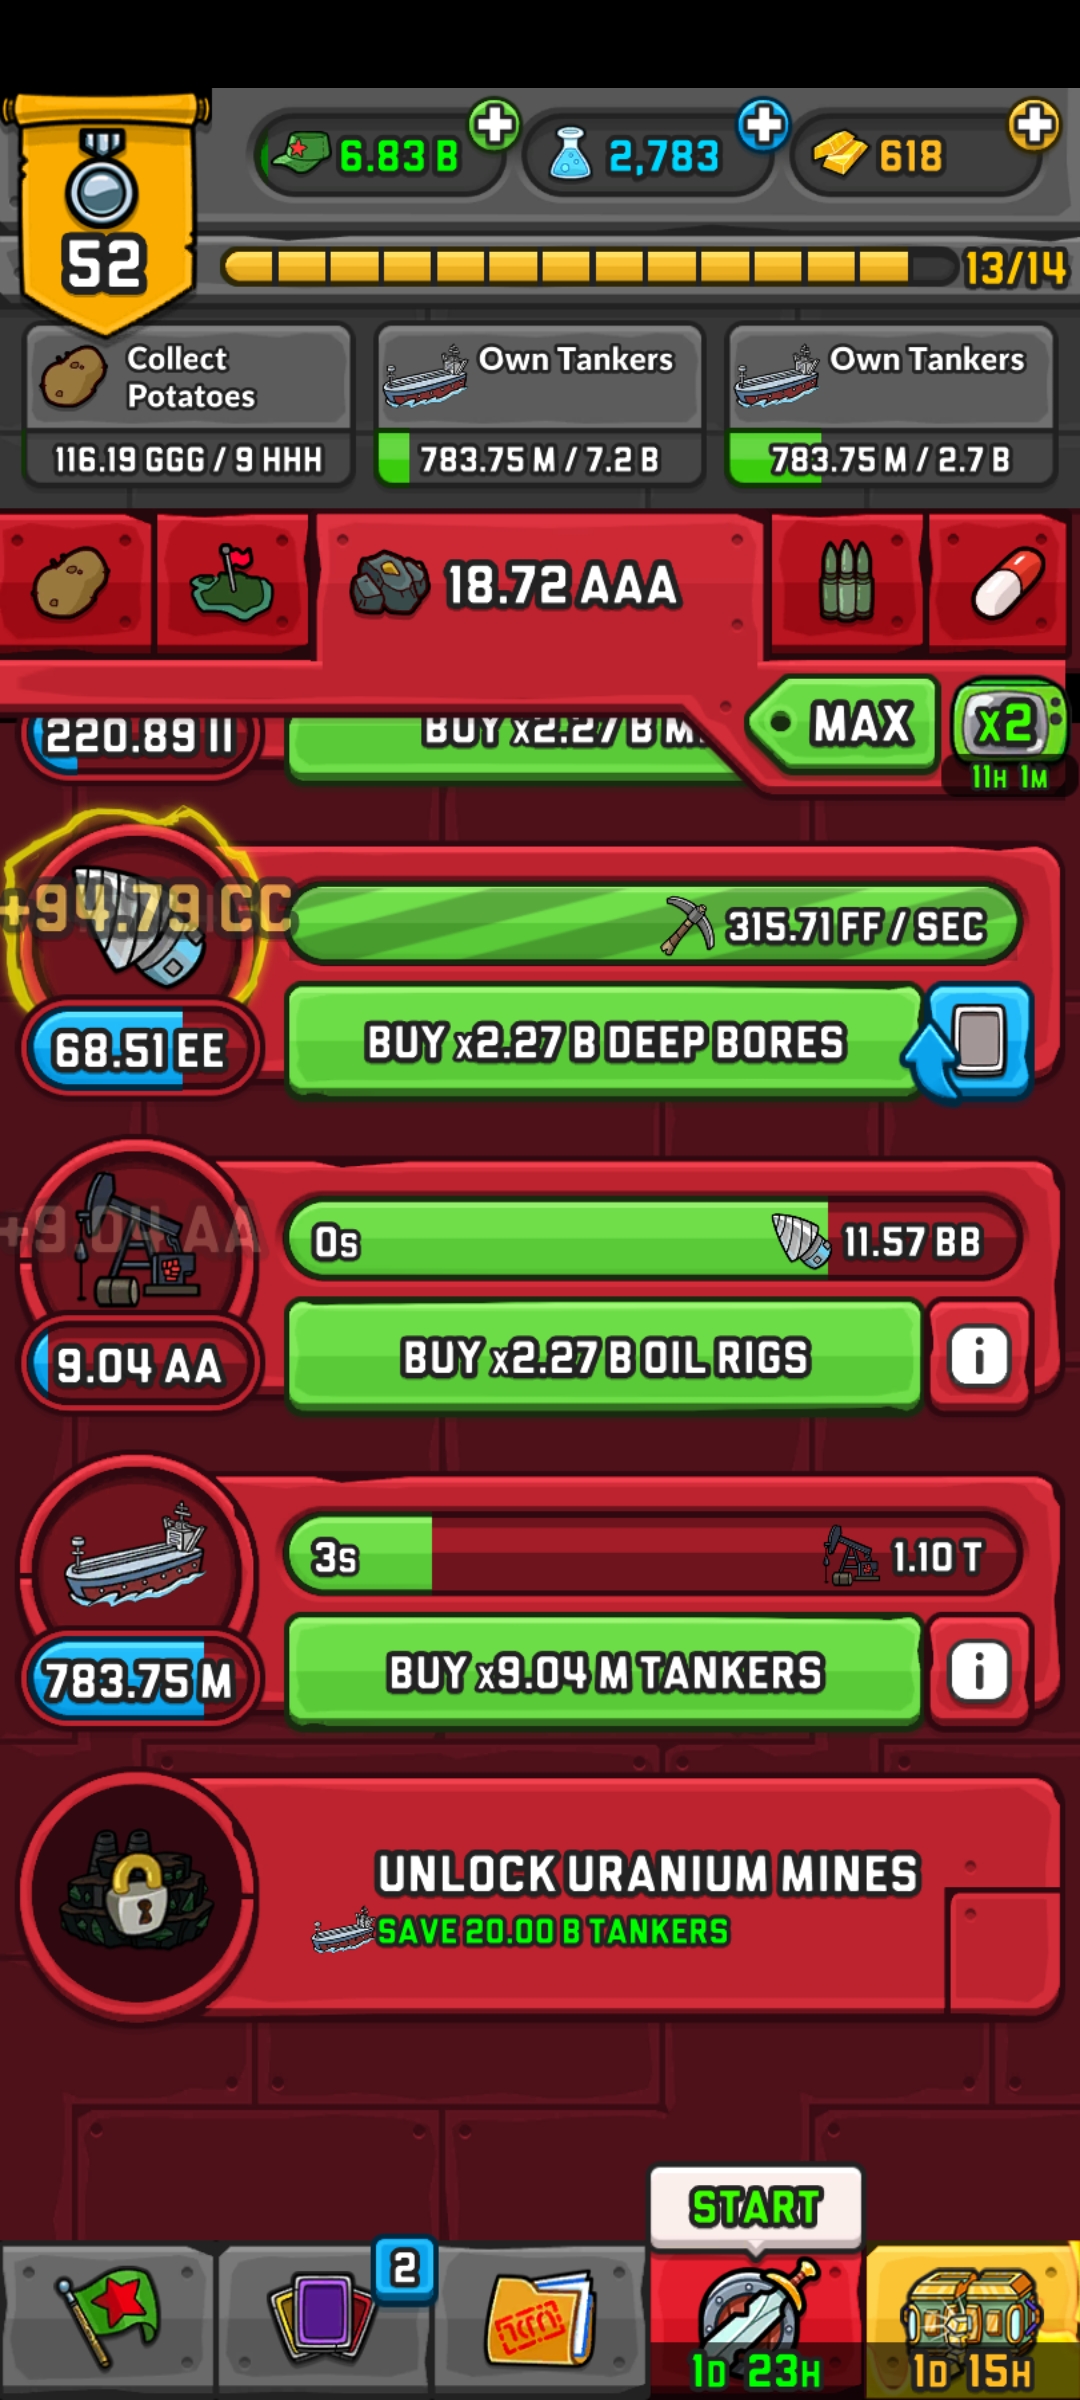 6.83 B
2,783
618
52
13/14
Collect
Potatoes
116.19 GGG / 9 HHH
Own Tankers
783.75 M / 7.2 B
Own Tankers
783.75 M / 2.7 B
18.72 AAA
MAX
x2
11H 1M
220.89 II
BUY x2.27 B M
+94.79 CC
315.71 FF / SEC
68.51 EE
BUY x2.27 B DEEP BORES
+9.04 AA
0s
11.57 BB
9.04 AA
BUY x2.27 B OIL RIGS
i
3s
1.10 T
783.75 M
BUY x9.04 M TANKERS
i
UNLOCK URANIUM MINES
SAVE 20.00 B TANKERS
START
2
1D 23H
1D 15H